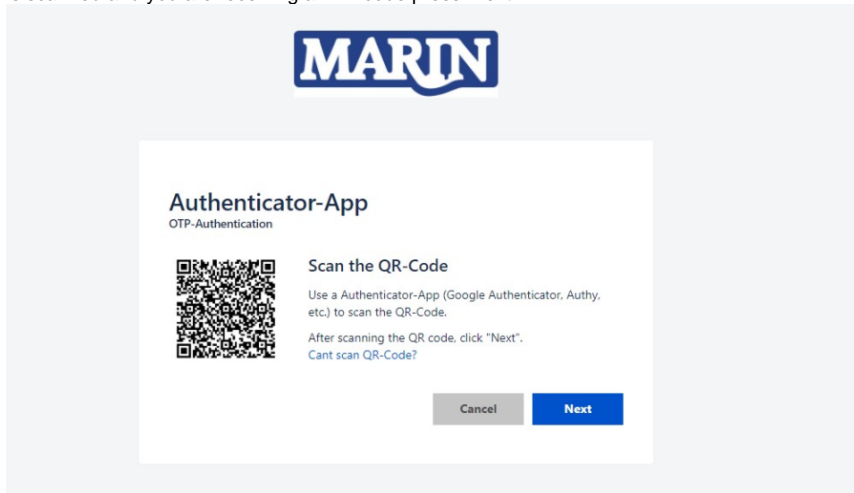 MARIN
Authenticator-App
OTP-Authentication
Scan the QR-Code
Use a Authenticator-App (Google Authenticator, Authy,
etc.) to scan the QR-Code.
After scanning the QR code, click "Next".
Cant scan QR-Code?
Cancel
Next